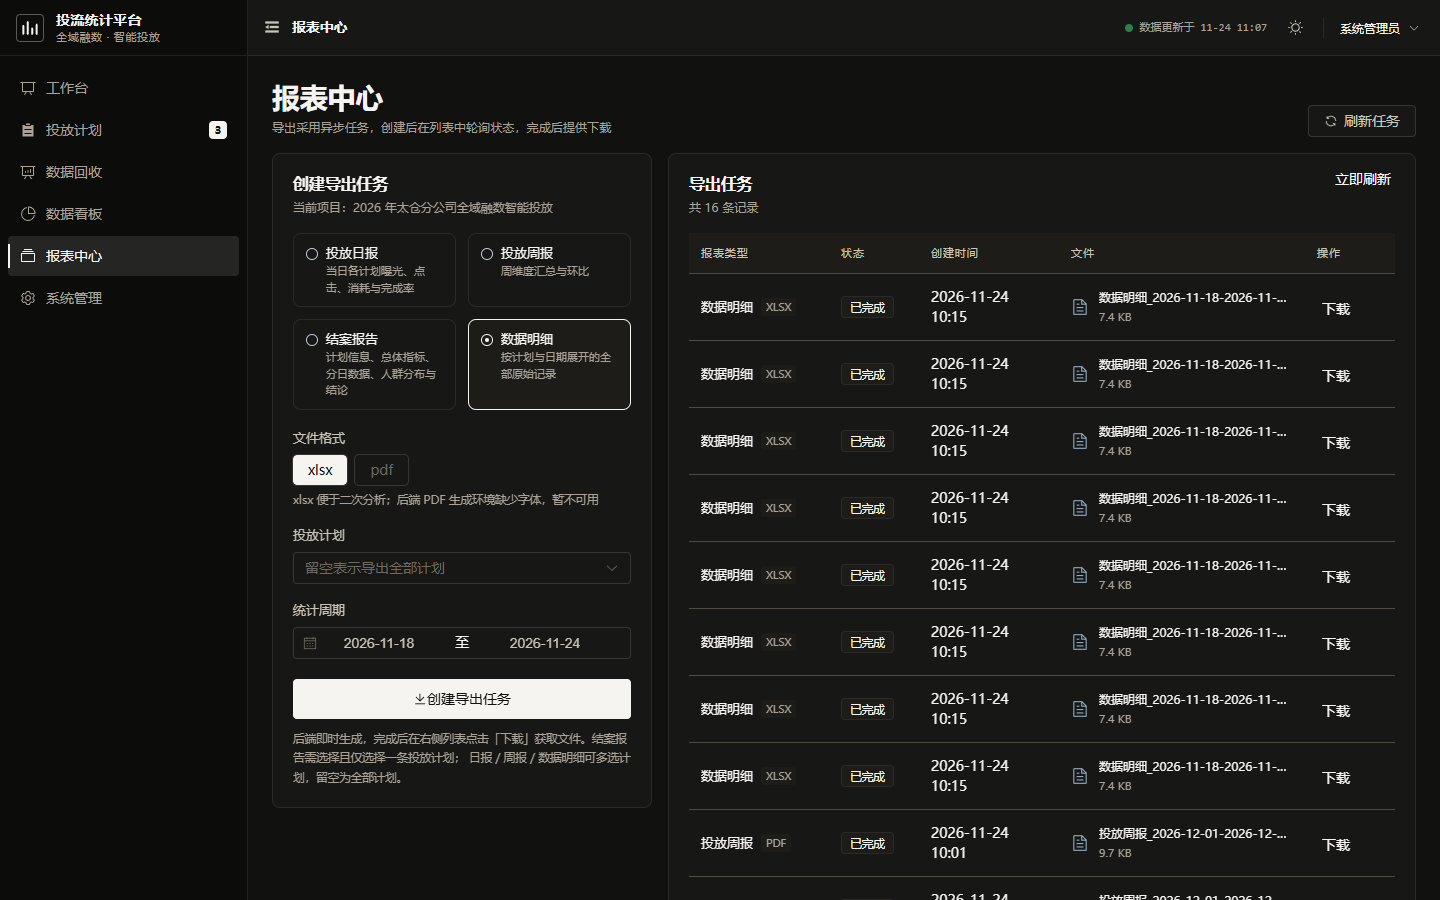 投流统计平台
全域融数 · 智能投放
报表中心
数据更新于 11-24 11:07
系统管理员
工作台
投放计划
3
数据回收
数据看板
报表中心
系统管理
报表中心
导出采用异步任务，创建后在列表中轮询状态，完成后提供下载
刷新任务
创建导出任务
当前项目：2026 年太仓分公司全域融数智能投放
投放日报
当日各计划曝光、点
击、消耗与完成率
投放周报
周维度汇总与环比
结案报告
计划信息、总体指标、
分日数据、人群分布与
结论
数据明细
按计划与日期展开的全
部原始记录
文件格式
xlsx
pdf
xlsx 便于二次分析；后端 PDF 生成环境缺少字体，暂不可用
投放计划
留空表示导出全部计划
统计周期
2026-11-18 至 2026-11-24
创建导出任务
后端即时生成，完成后在右侧列表点击「下载」获取文件。结案报
告需选择且仅选择一条投放计划； 日报 / 周报 / 数据明细可多选计
划，留空为全部计划。
导出任务
共 16 条记录
立即刷新
报表类型 状态 创建时间 文件 操作
数据明细 XLSX 已完成 2026-11-24 10:15 数据明细_2026-11-18-2026-11-... 7.4 KB 下载
数据明细 XLSX 已完成 2026-11-24 10:15 数据明细_2026-11-18-2026-11-... 7.4 KB 下载
数据明细 XLSX 已完成 2026-11-24 10:15 数据明细_2026-11-18-2026-11-... 7.4 KB 下载
数据明细 XLSX 已完成 2026-11-24 10:15 数据明细_2026-11-18-2026-11-... 7.4 KB 下载
数据明细 XLSX 已完成 2026-11-24 10:15 数据明细_2026-11-18-2026-11-... 7.4 KB 下载
数据明细 XLSX 已完成 2026-11-24 10:15 数据明细_2026-11-18-2026-11-... 7.4 KB 下载
数据明细 XLSX 已完成 2026-11-24 10:15 数据明细_2026-11-18-2026-11-... 7.4 KB 下载
数据明细 XLSX 已完成 2026-11-24 10:15 数据明细_2026-11-18-2026-11-... 7.4 KB 下载
投放周报 PDF 已完成 2026-11-24 10:01 投放周报_2026-12-01-2026-12-... 9.7 KB 下载